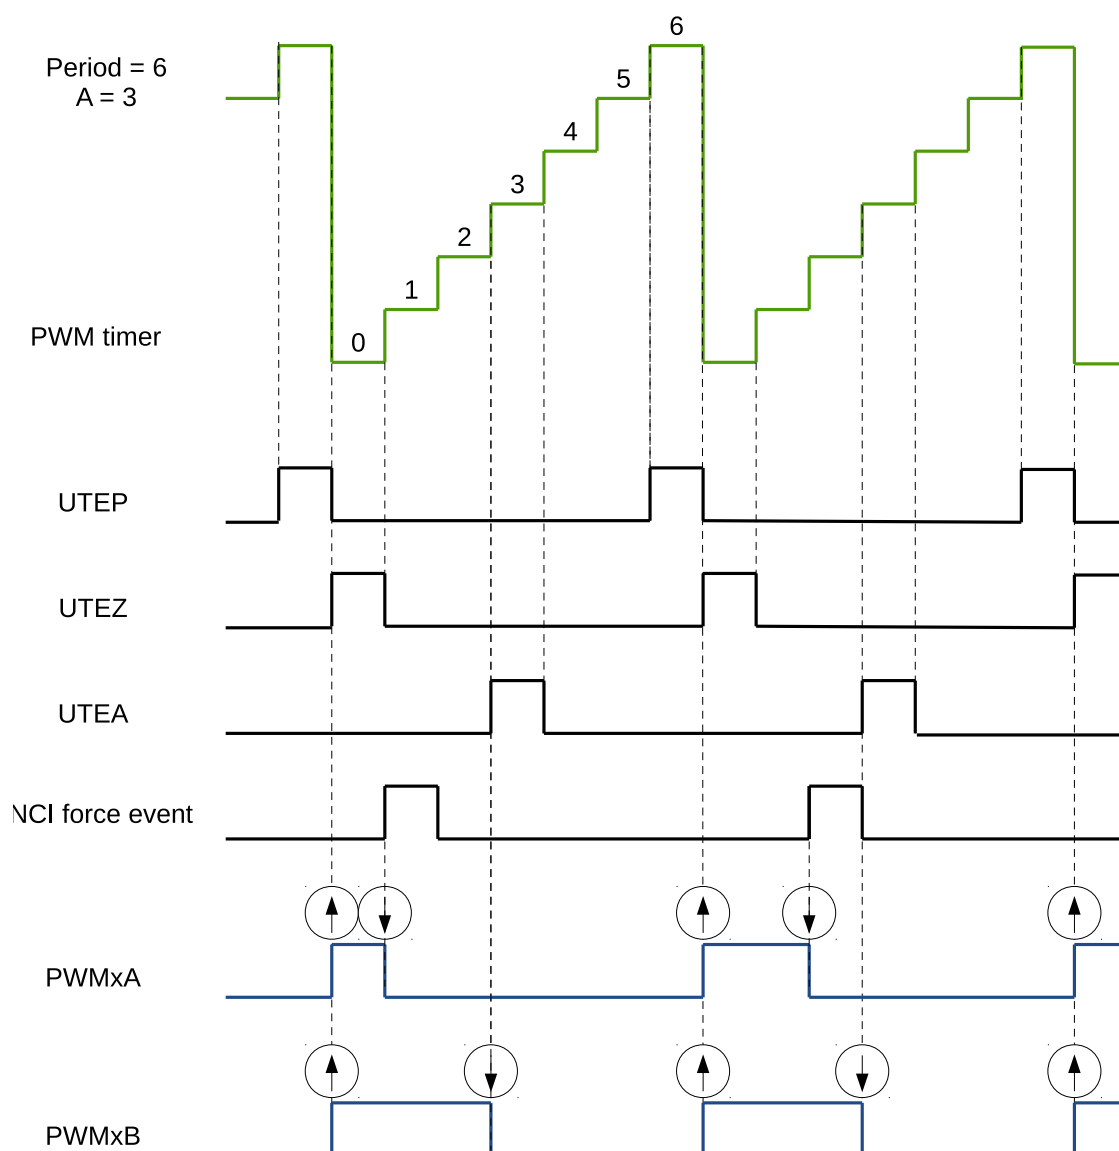 6
Period = 6
A = 3
5
4
3
2
1
0
PWM timer
UTEP
UTEZ
UTEA
NCI force event
PWMxA
PWMxB